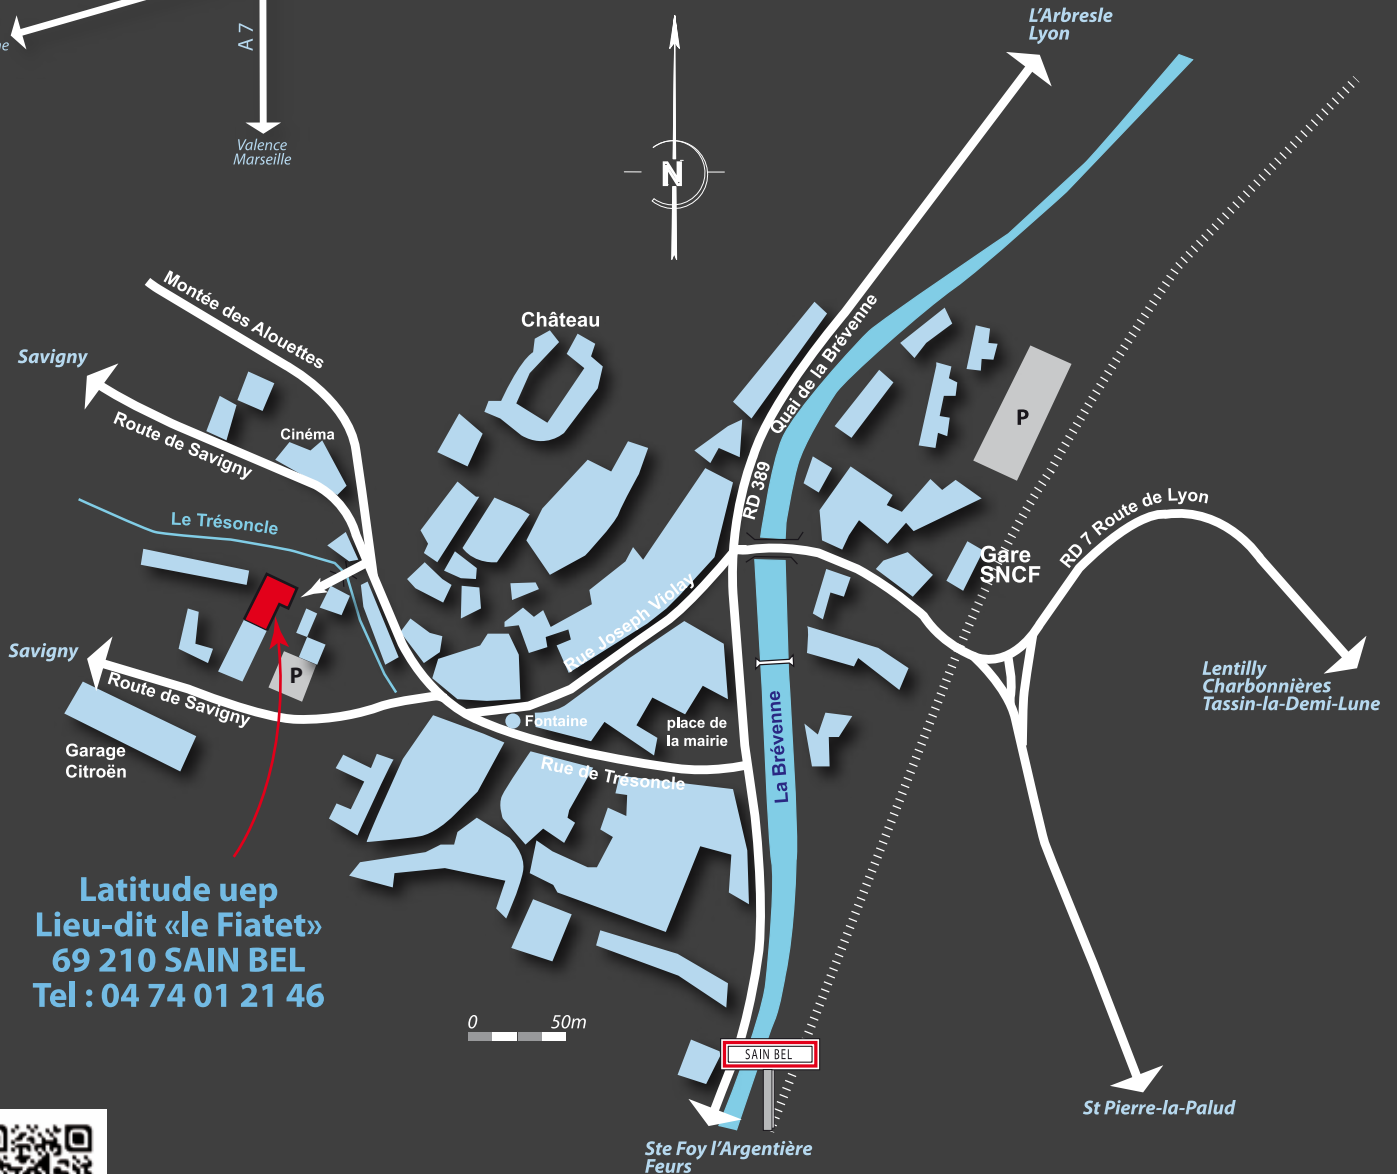 L'Arbresle
Lyon
A 7
Valence
Marseille
N
Montée des Alouettes
Château
Savigny
Quai de la Brévenne
Route de Savigny
Cinéma
P
RD 389
Le Trésoncle
RD 7 Route de Lyon
Gare
SNCF
Rue Joseph Violay
Savigny
P
Lentilly
Charbonnières
Tassin-la-Demi-Lune
Route de Savigny
Fontaine
place de
la mairie
La Brévenne
Garage
Citroën
Rue de Trésoncle
Latitude uep
Lieu-dit «le Fiatet»
69 210 SAIN BEL
Tel : 04 74 01 21 46
0 50m
SAIN BEL
St Pierre-la-Palud
Ste Foy l'Argentière
Feurs